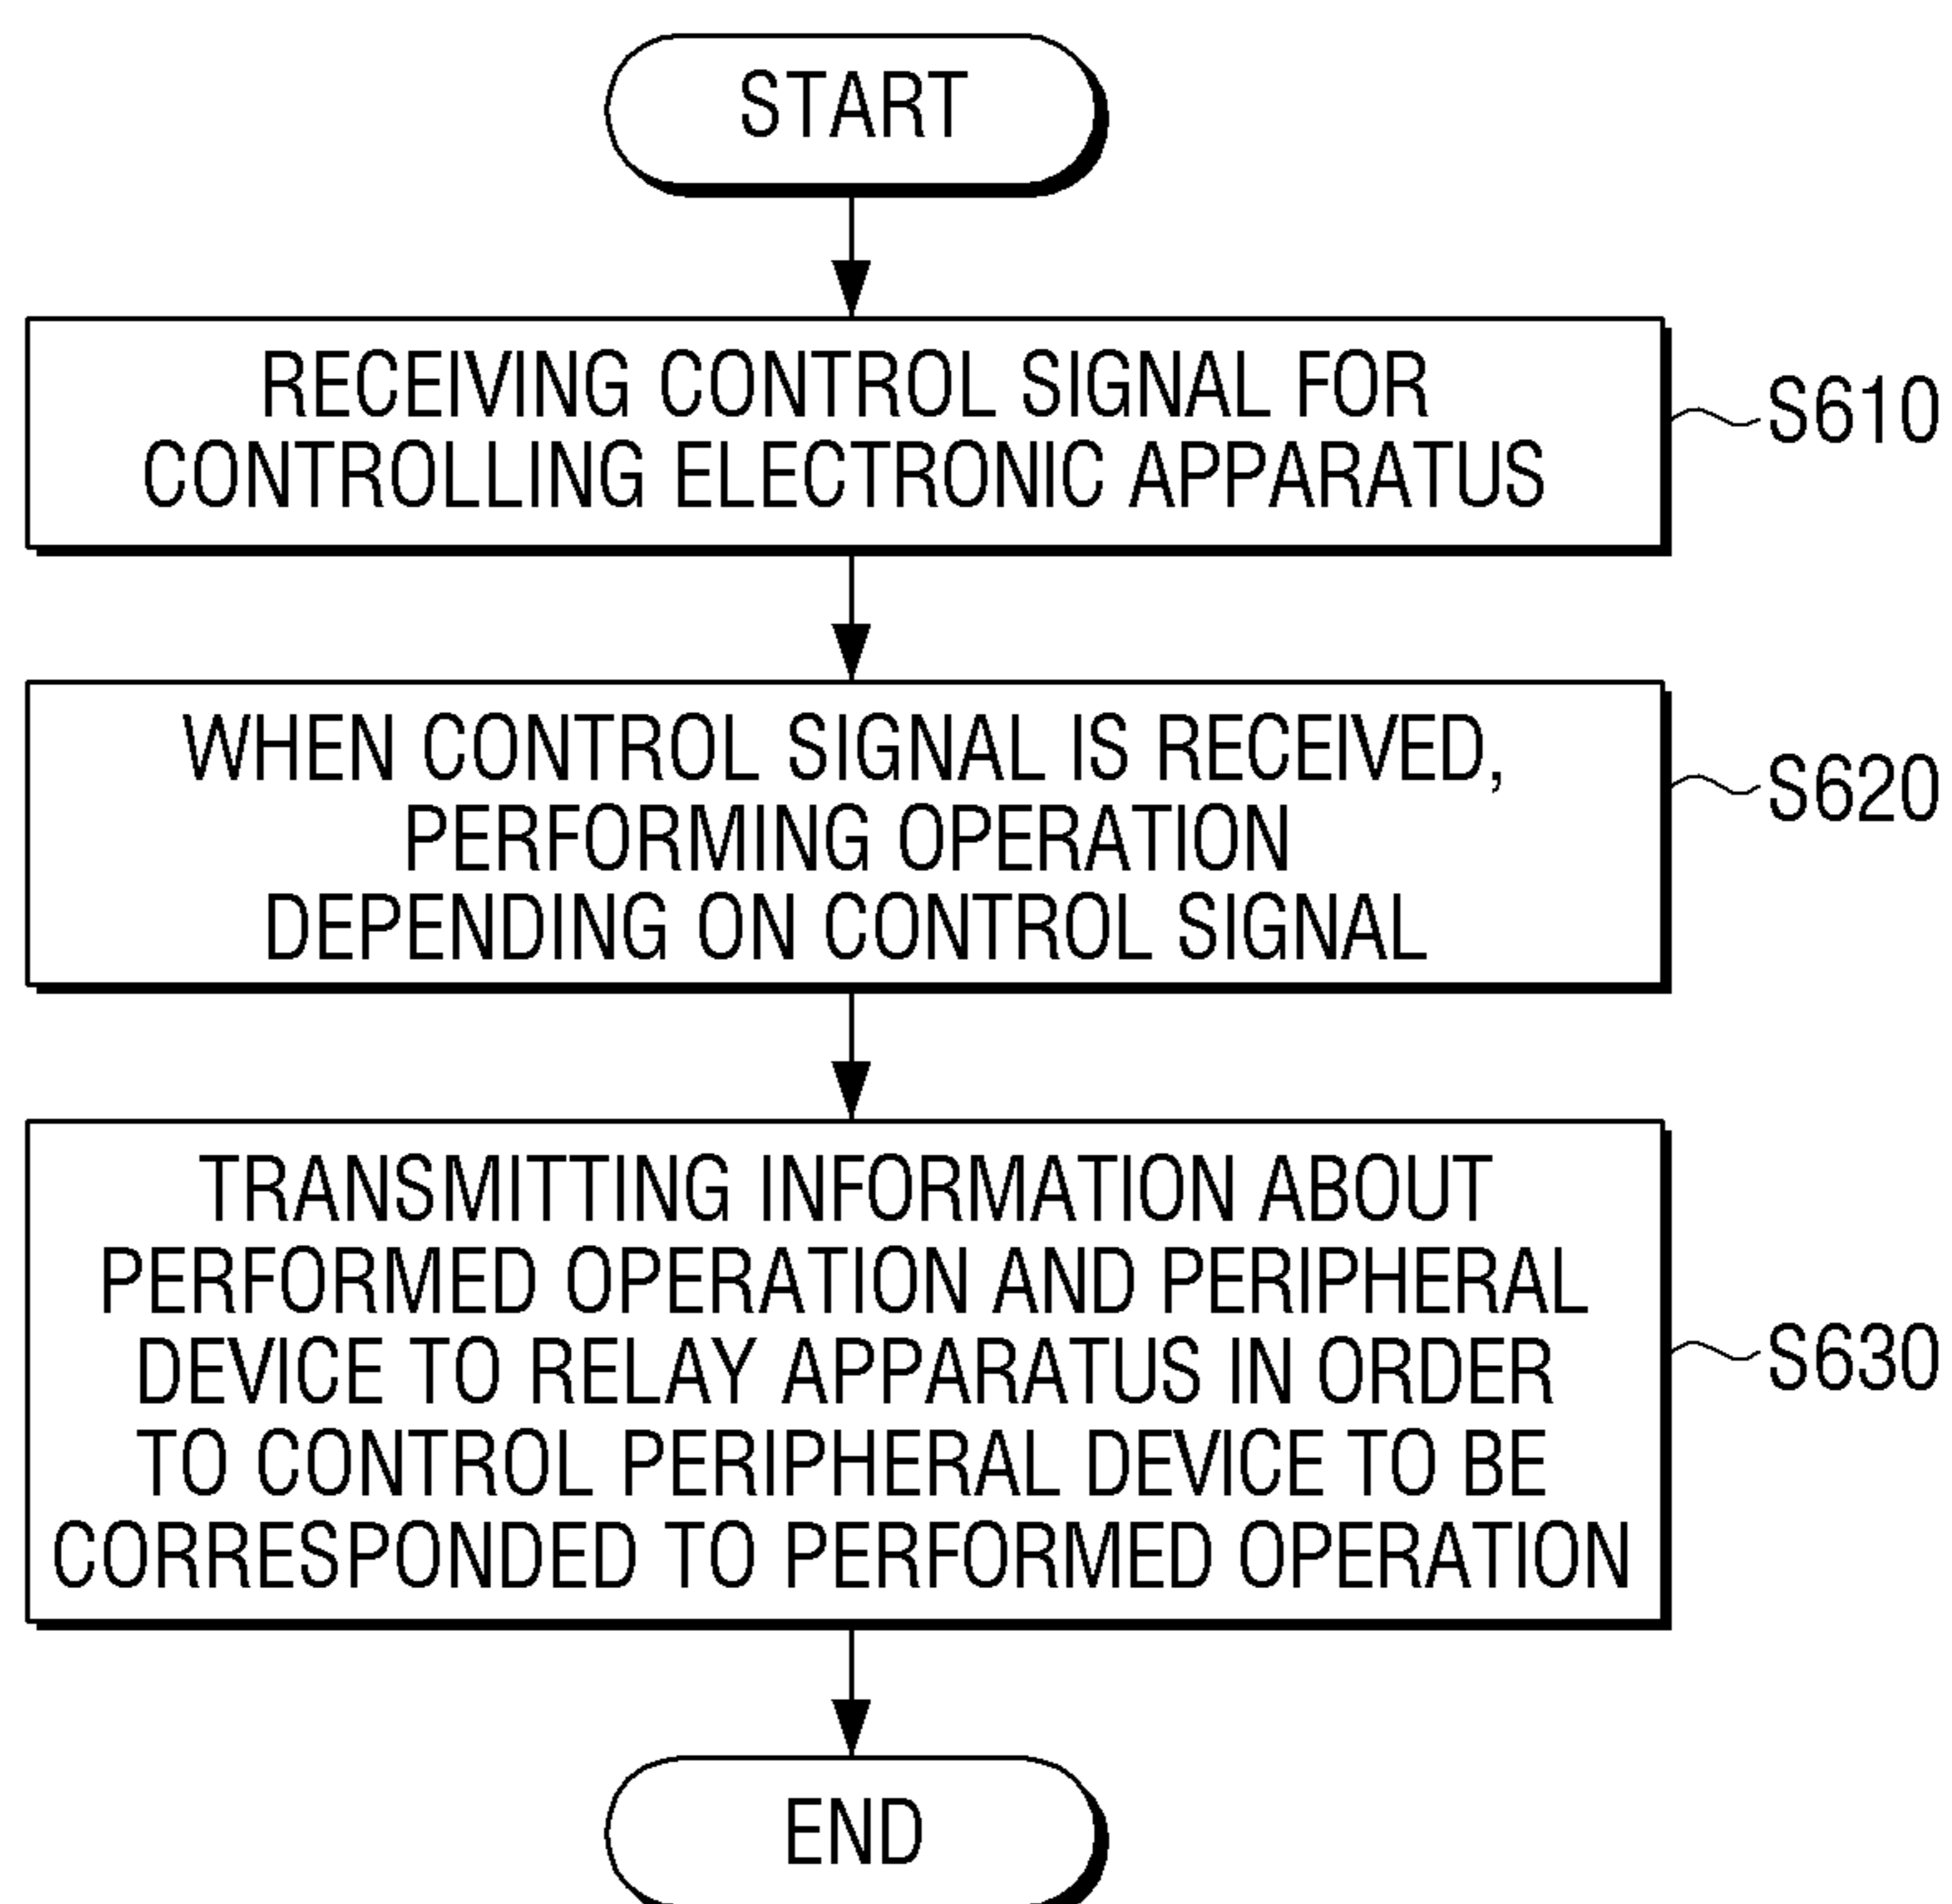 START
RECEIVING CONTROL SIGNAL FOR
CONTROLLING ELECTRONIC APPARATUS
S610
WHEN CONTROL SIGNAL IS RECEIVED,
PERFORMING OPERATION
DEPENDING ON CONTROL SIGNAL
S620
TRANSMITTING INFORMATION ABOUT
PERFORMED OPERATION AND PERIPHERAL
DEVICE TO RELAY APPARATUS IN ORDER
TO CONTROL PERIPHERAL DEVICE TO BE
CORRESPONDED TO PERFORMED OPERATION
S630
END